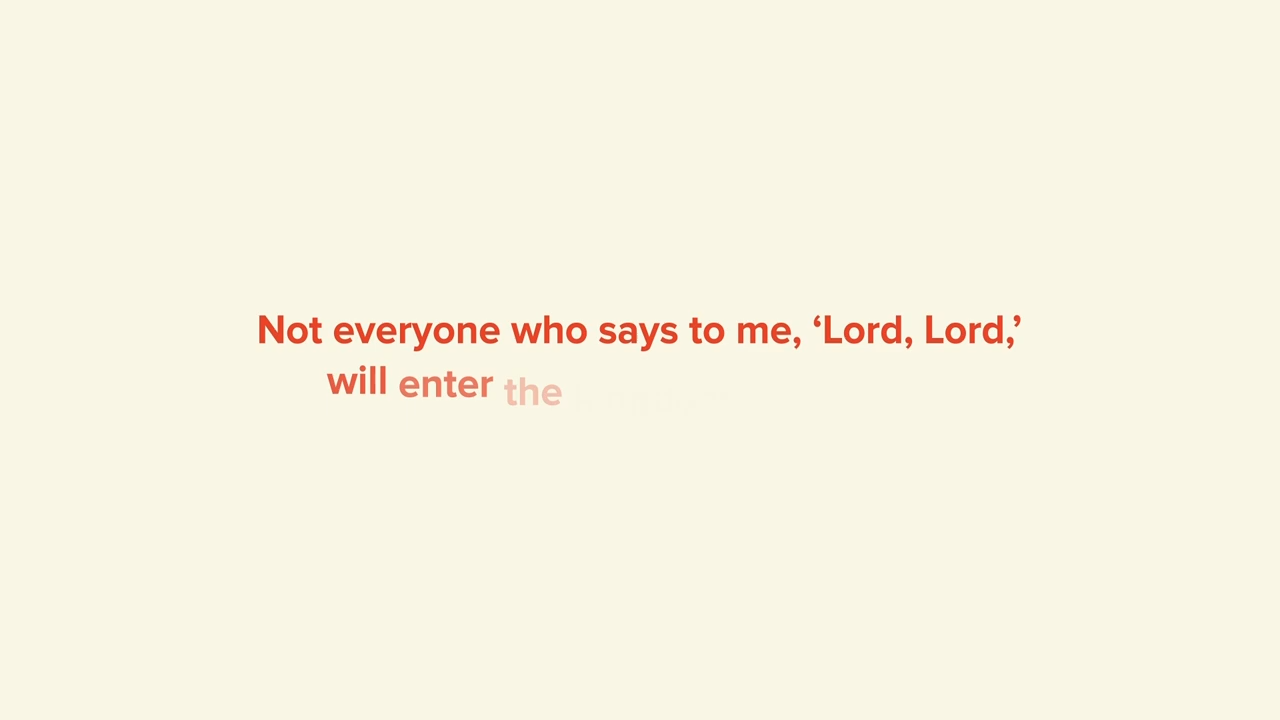 Not everyone who says to me, ‘Lord, Lord,’
will enter the